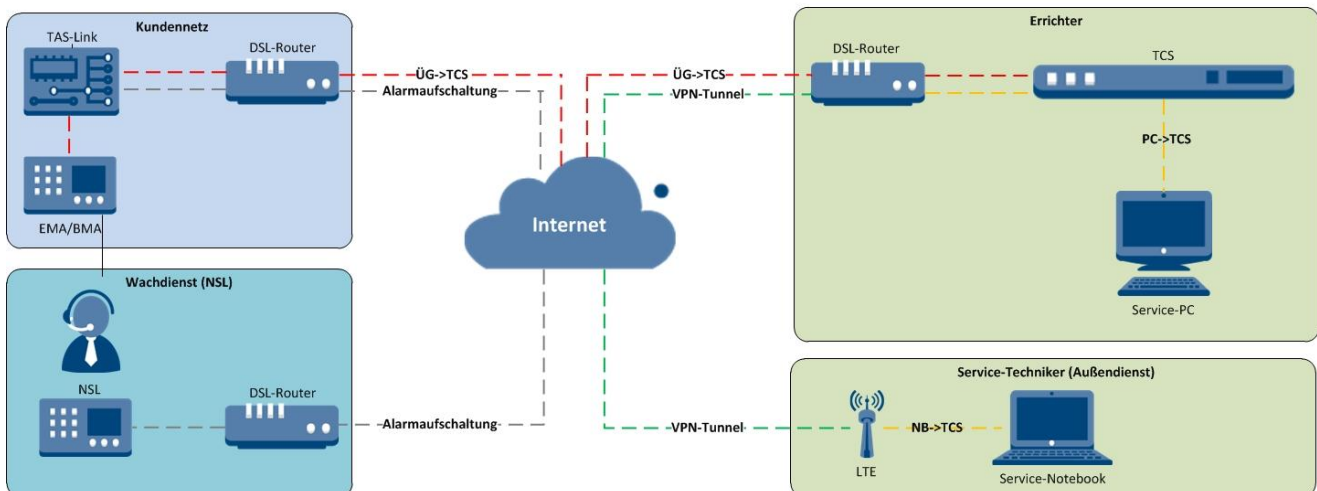 Kundennetz
TAS-Link
DSL-Router
EMA/BMA
ÜG->TCS
Alarmaufschaltung
Internet
ÜG->TCS
VPN-Tunnel
Errichter
DSL-Router
TCS
PC->TCS
Service-PC
Wachdienst (NSL)
NSL
DSL-Router
Alarmaufschaltung
VPN-Tunnel
Service-Techniker (Außendienst)
LTE
NB->TCS
Service-Notebook